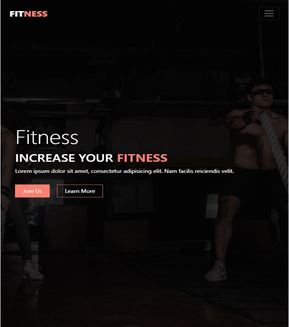 FITNESS
Fitness
INCREASE YOUR FITNESS
Lorem ipsum dolor sit amet, consectetur adipisicing elit. Nam facilis reiciendis velit.
Join Us Learn More